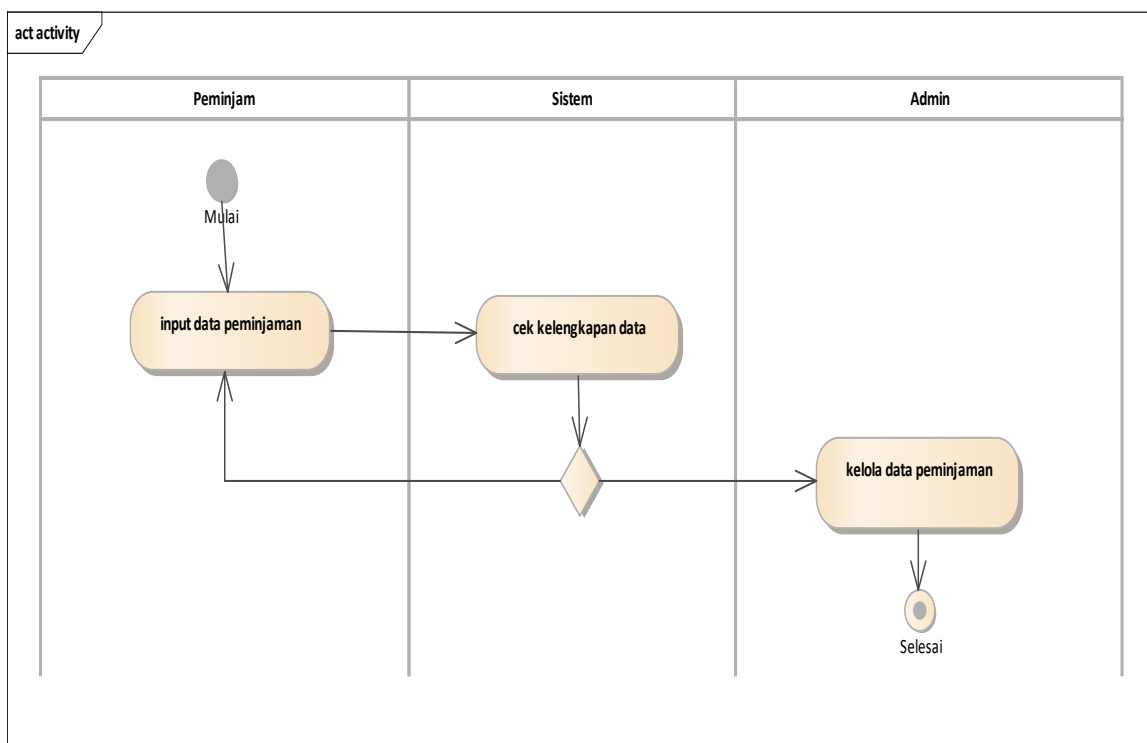 act activity
Peminjam
Sistem
Admin
Mulai
input data peminjaman
cek kelengkapan data
kelola data peminjaman
Selesai